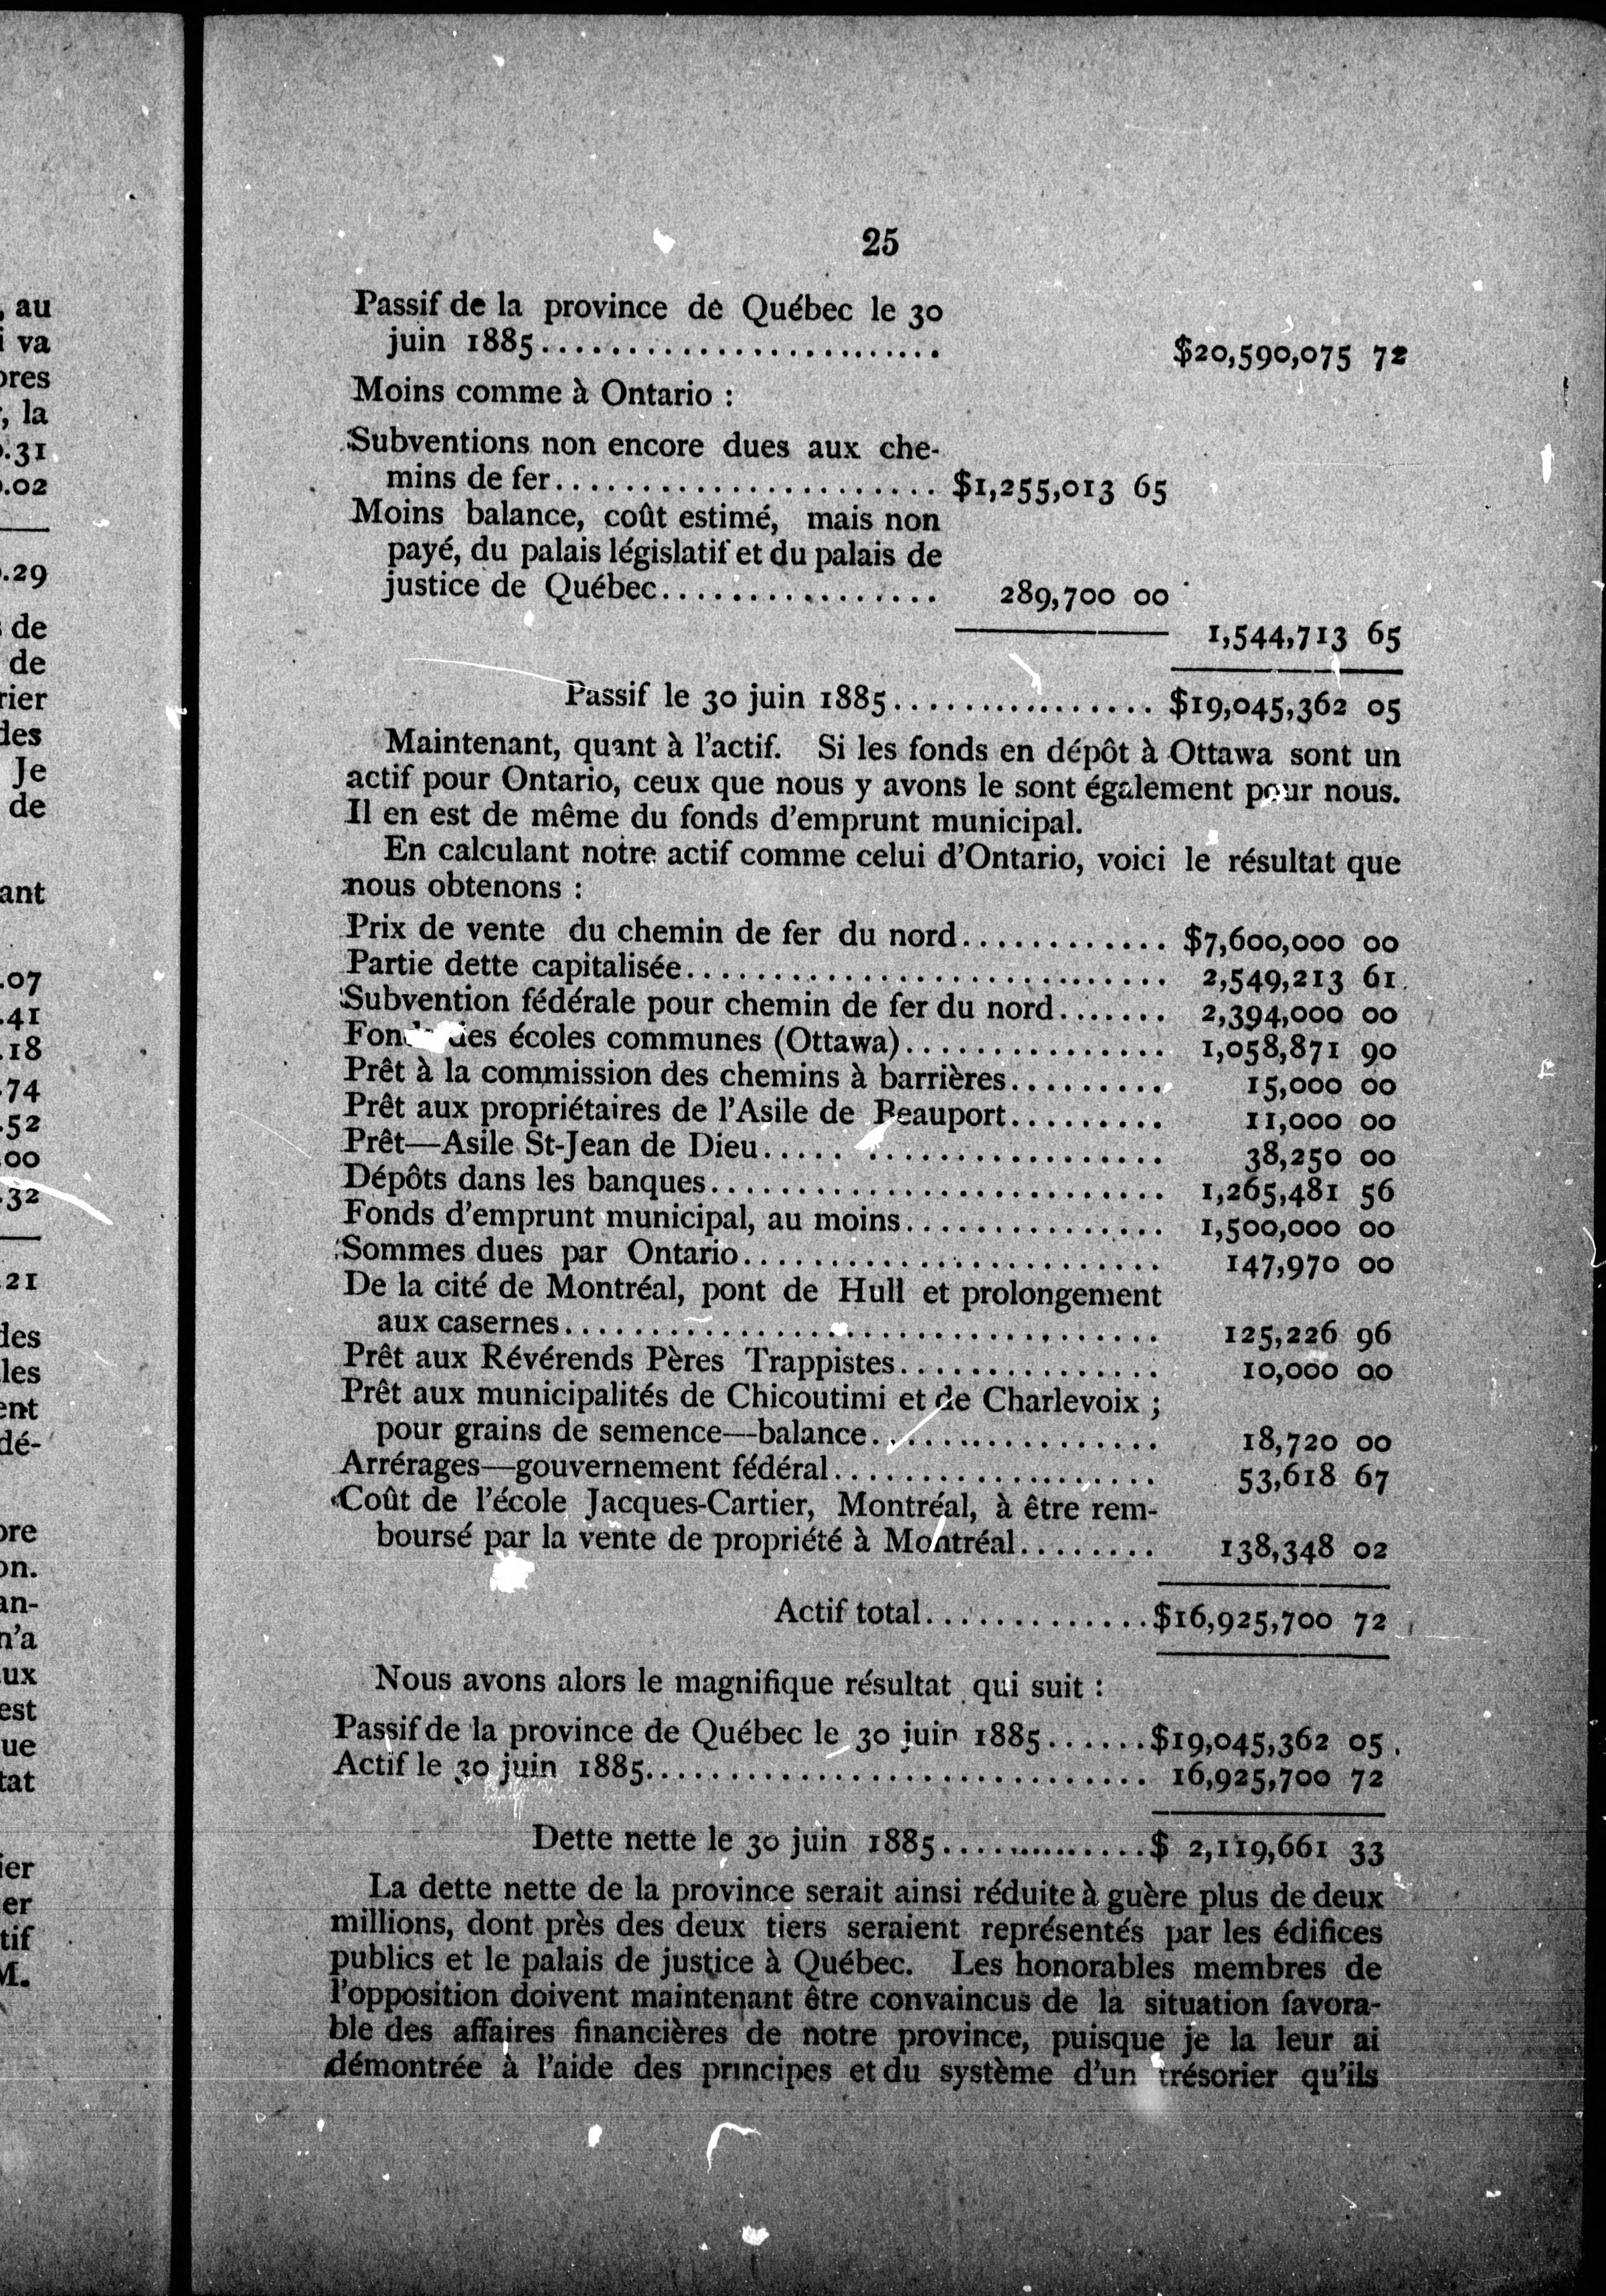 25
Passif de la province de Québec le 30
juin 1885........................ $20,590,075 72
Moins comme à Ontario :
Subventions non encore dues aux che-
mins de fer...................... $1,255,013 65
Moins balance, coût estimé, mais non
payé, du palais législatif et du palais de
justice de Québec................ 289,700 00
1,544,713 65
Passif le 30 juin 1885................ $19,045,362 05
Maintenant, quant à l'actif. Si les fonds en dépôt à Ottawa sont un
actif pour Ontario, ceux que nous y avons le sont également pour nous.
Il en est de même du fonds d'emprunt municipal.
En calculant notre actif comme celui d'Ontario, voici le résultat que
nous obtenons :
Prix de vente du chemin de fer du nord............ $7,600,000 00
Partie dette capitalisée............................ 2,549,213 61
Subvention fédérale pour chemin de fer du nord....... 2,394,000 00
Fonds des écoles communes (Ottawa)............... 1,058,871 90
Prêt à la commission des chemins à barrières......... 15,000 00
Prêt aux propriétaires de l'Asile de Beauport......... 11,000 00
Prêt—Asile St-Jean de Dieu....................... 38,250 00
Dépôts dans les banques.......................... 1,265,481 56
Fonds d'emprunt municipal, au moins............... 1,500,000 00
Sommes dues par Ontario........................ 147,970 00
De la cité de Montréal, pont de Hull et prolongement
aux casernes.................................. 125,226 96
Prêt aux Révérends Pères Trappistes............... 10,000 00
Prêt aux municipalités de Chicoutimi et de Charlevoix ;
pour grains de semence—balance................. 18,720 00
Arrérages—gouvernement fédéral................... 53,618 67
Coût de l'école Jacques-Cartier, Montréal, à être rem-
boursé par la vente de propriété à Montréal........ 138,348 02
Actif total............. $16,925,700 72
Nous avons alors le magnifique résultat qui suit :
Passif de la province de Québec le 30 juin 1885...... $19,045,362 05
Actif le 30 juin 1885............................. 16,925,700 72
Dette nette le 30 juin 1885............... $ 2,119,661 33
La dette nette de la province serait ainsi réduite à guère plus de deux
millions, dont près des deux tiers seraient représentés par les édifices
publics et le palais de justice à Québec. Les honorables membres de
l'opposition doivent maintenant être convaincus de la situation favora-
ble des affaires financières de notre province, puisque je la leur ai
démontrée à l'aide des principes et du système d'un trésorier qu'ils